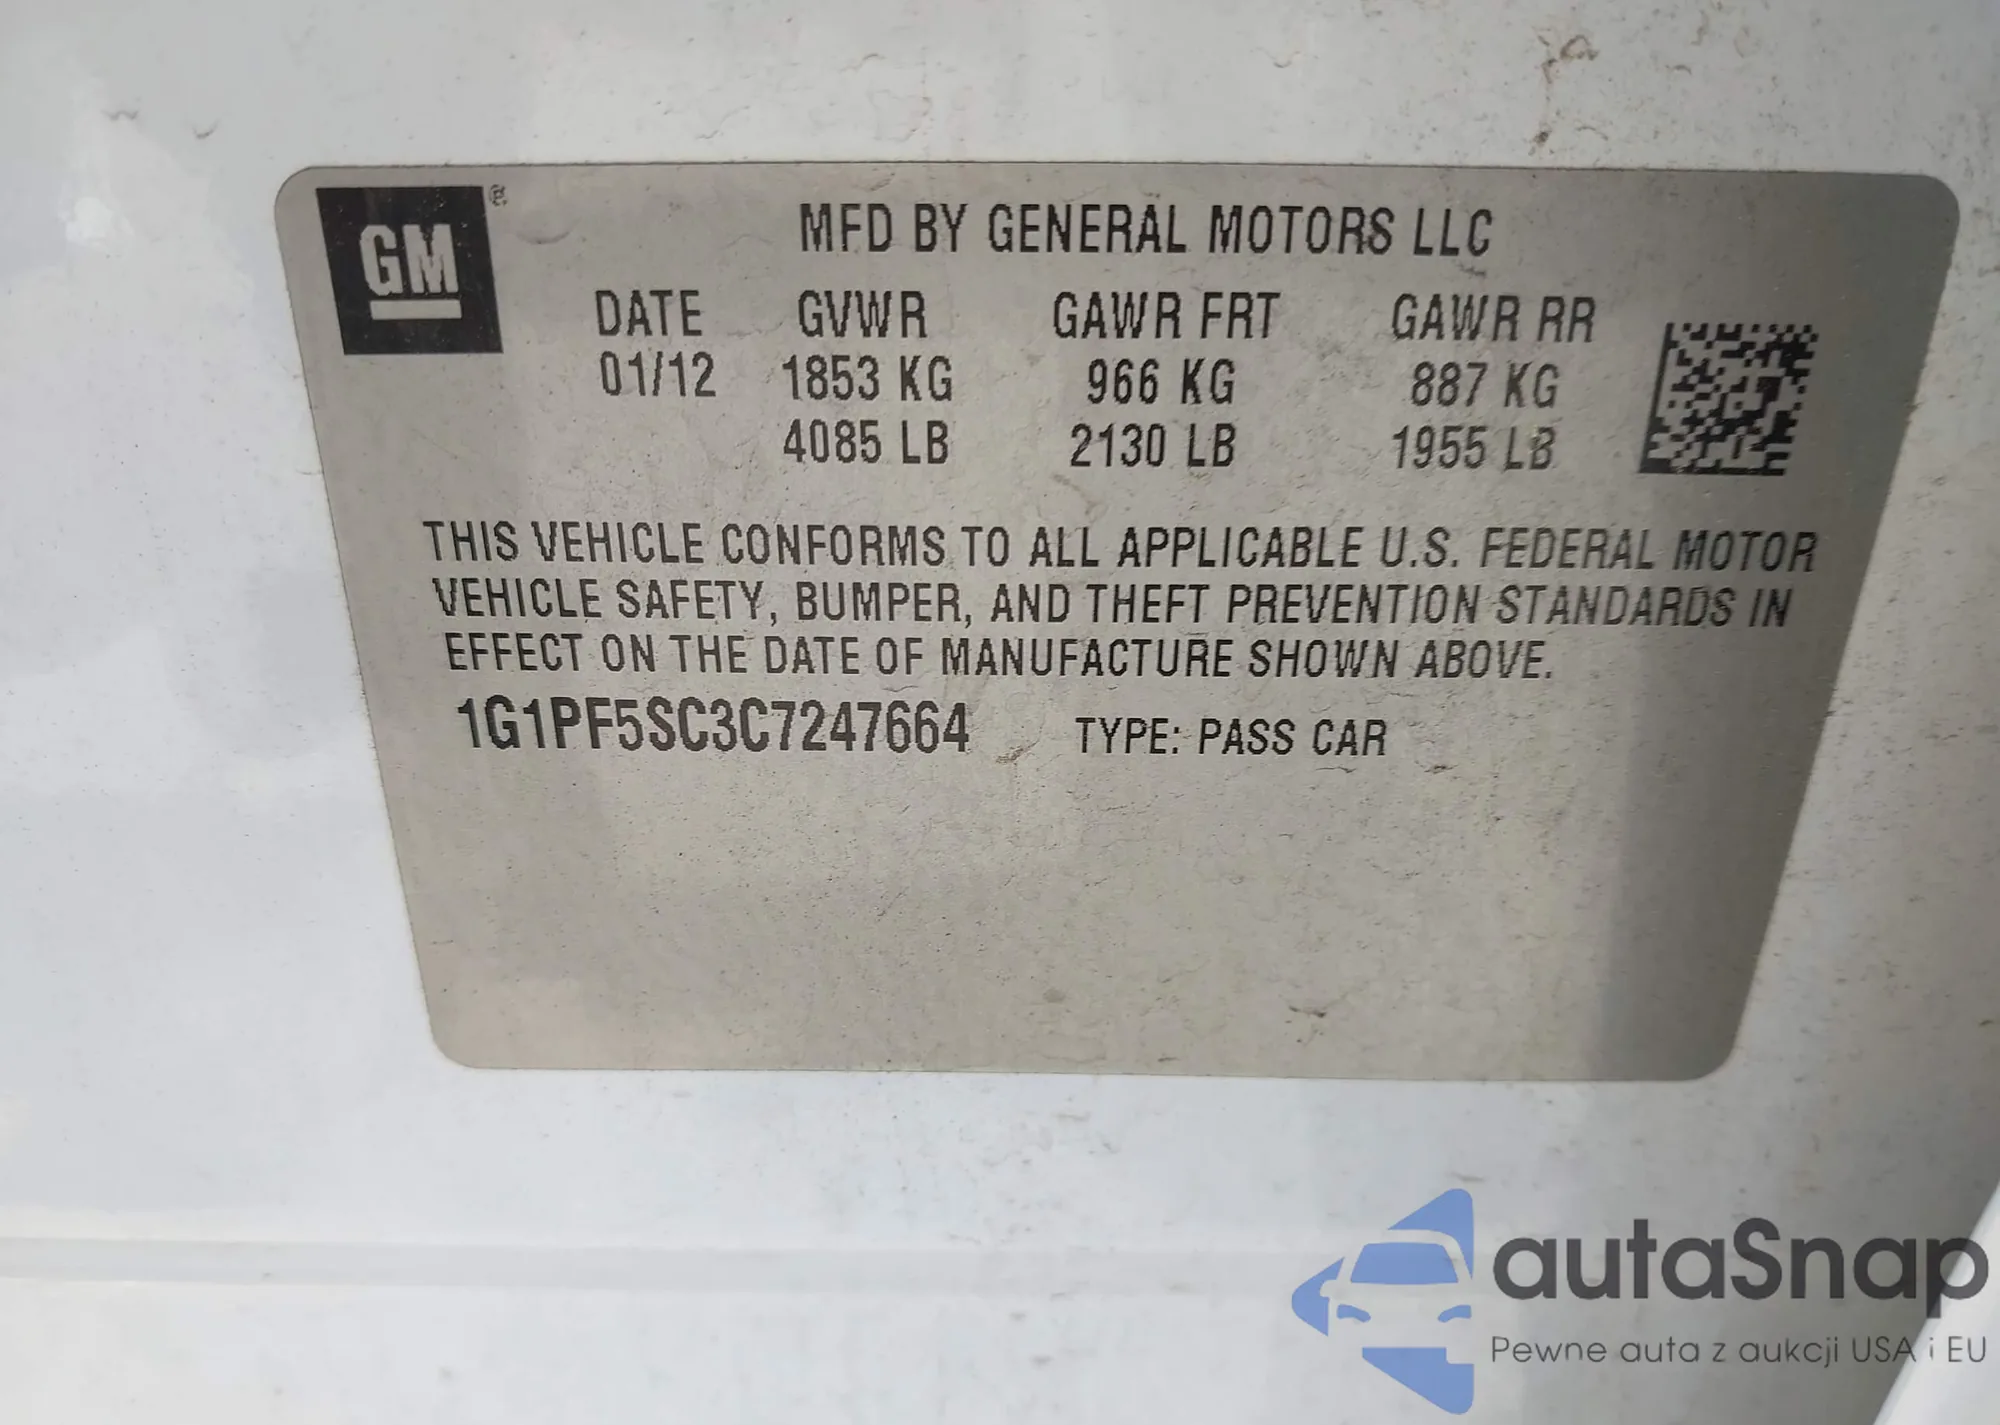 GM ®
MFD BY GENERAL MOTORS LLC
DATE GVWR GAWR FRT GAWR RR
01/12 1853 KG 966 KG 887 KG
4085 LB 2130 LB 1955 LB
THIS VEHICLE CONFORMS TO ALL APPLICABLE U.S. FEDERAL MOTOR
VEHICLE SAFETY, BUMPER, AND THEFT PREVENTION STANDARDS IN
EFFECT ON THE DATE OF MANUFACTURE SHOWN ABOVE.
1G1PF5SC3C7247664 TYPE: PASS CAR
autaSnap
Pewne auta z aukcji USA i EU